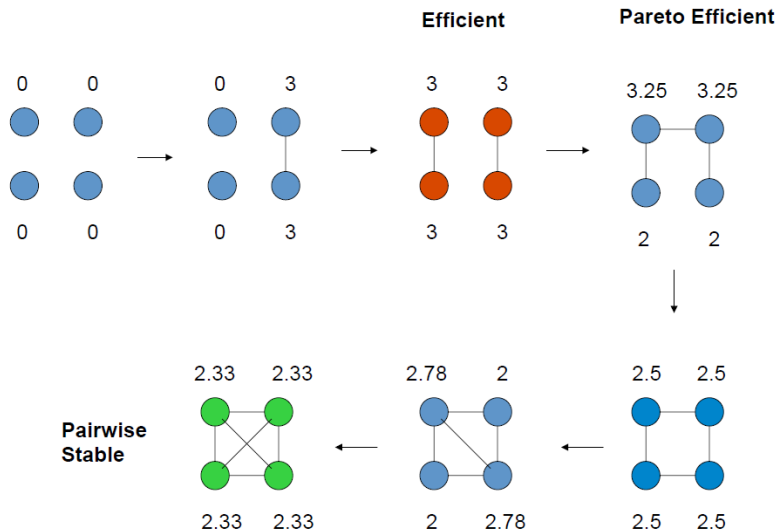 Efficient
Pareto Efficient
0 0 0 3 3 3 3.25 3.25
0 0 0 3 3 3 2 2
2.33 2.33 2.78 2 2.5 2.5
Pairwise
Stable
2.33 2.33 2 2.78 2.5 2.5